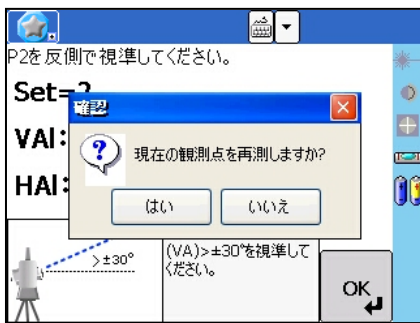 P2を反側で視準してください。
Set=2
確認
VAl:
現在の観測点を再測しますか?
HAl:
はい
いいえ
>±30°
(VA)>±30°を視準して
ください。
OK